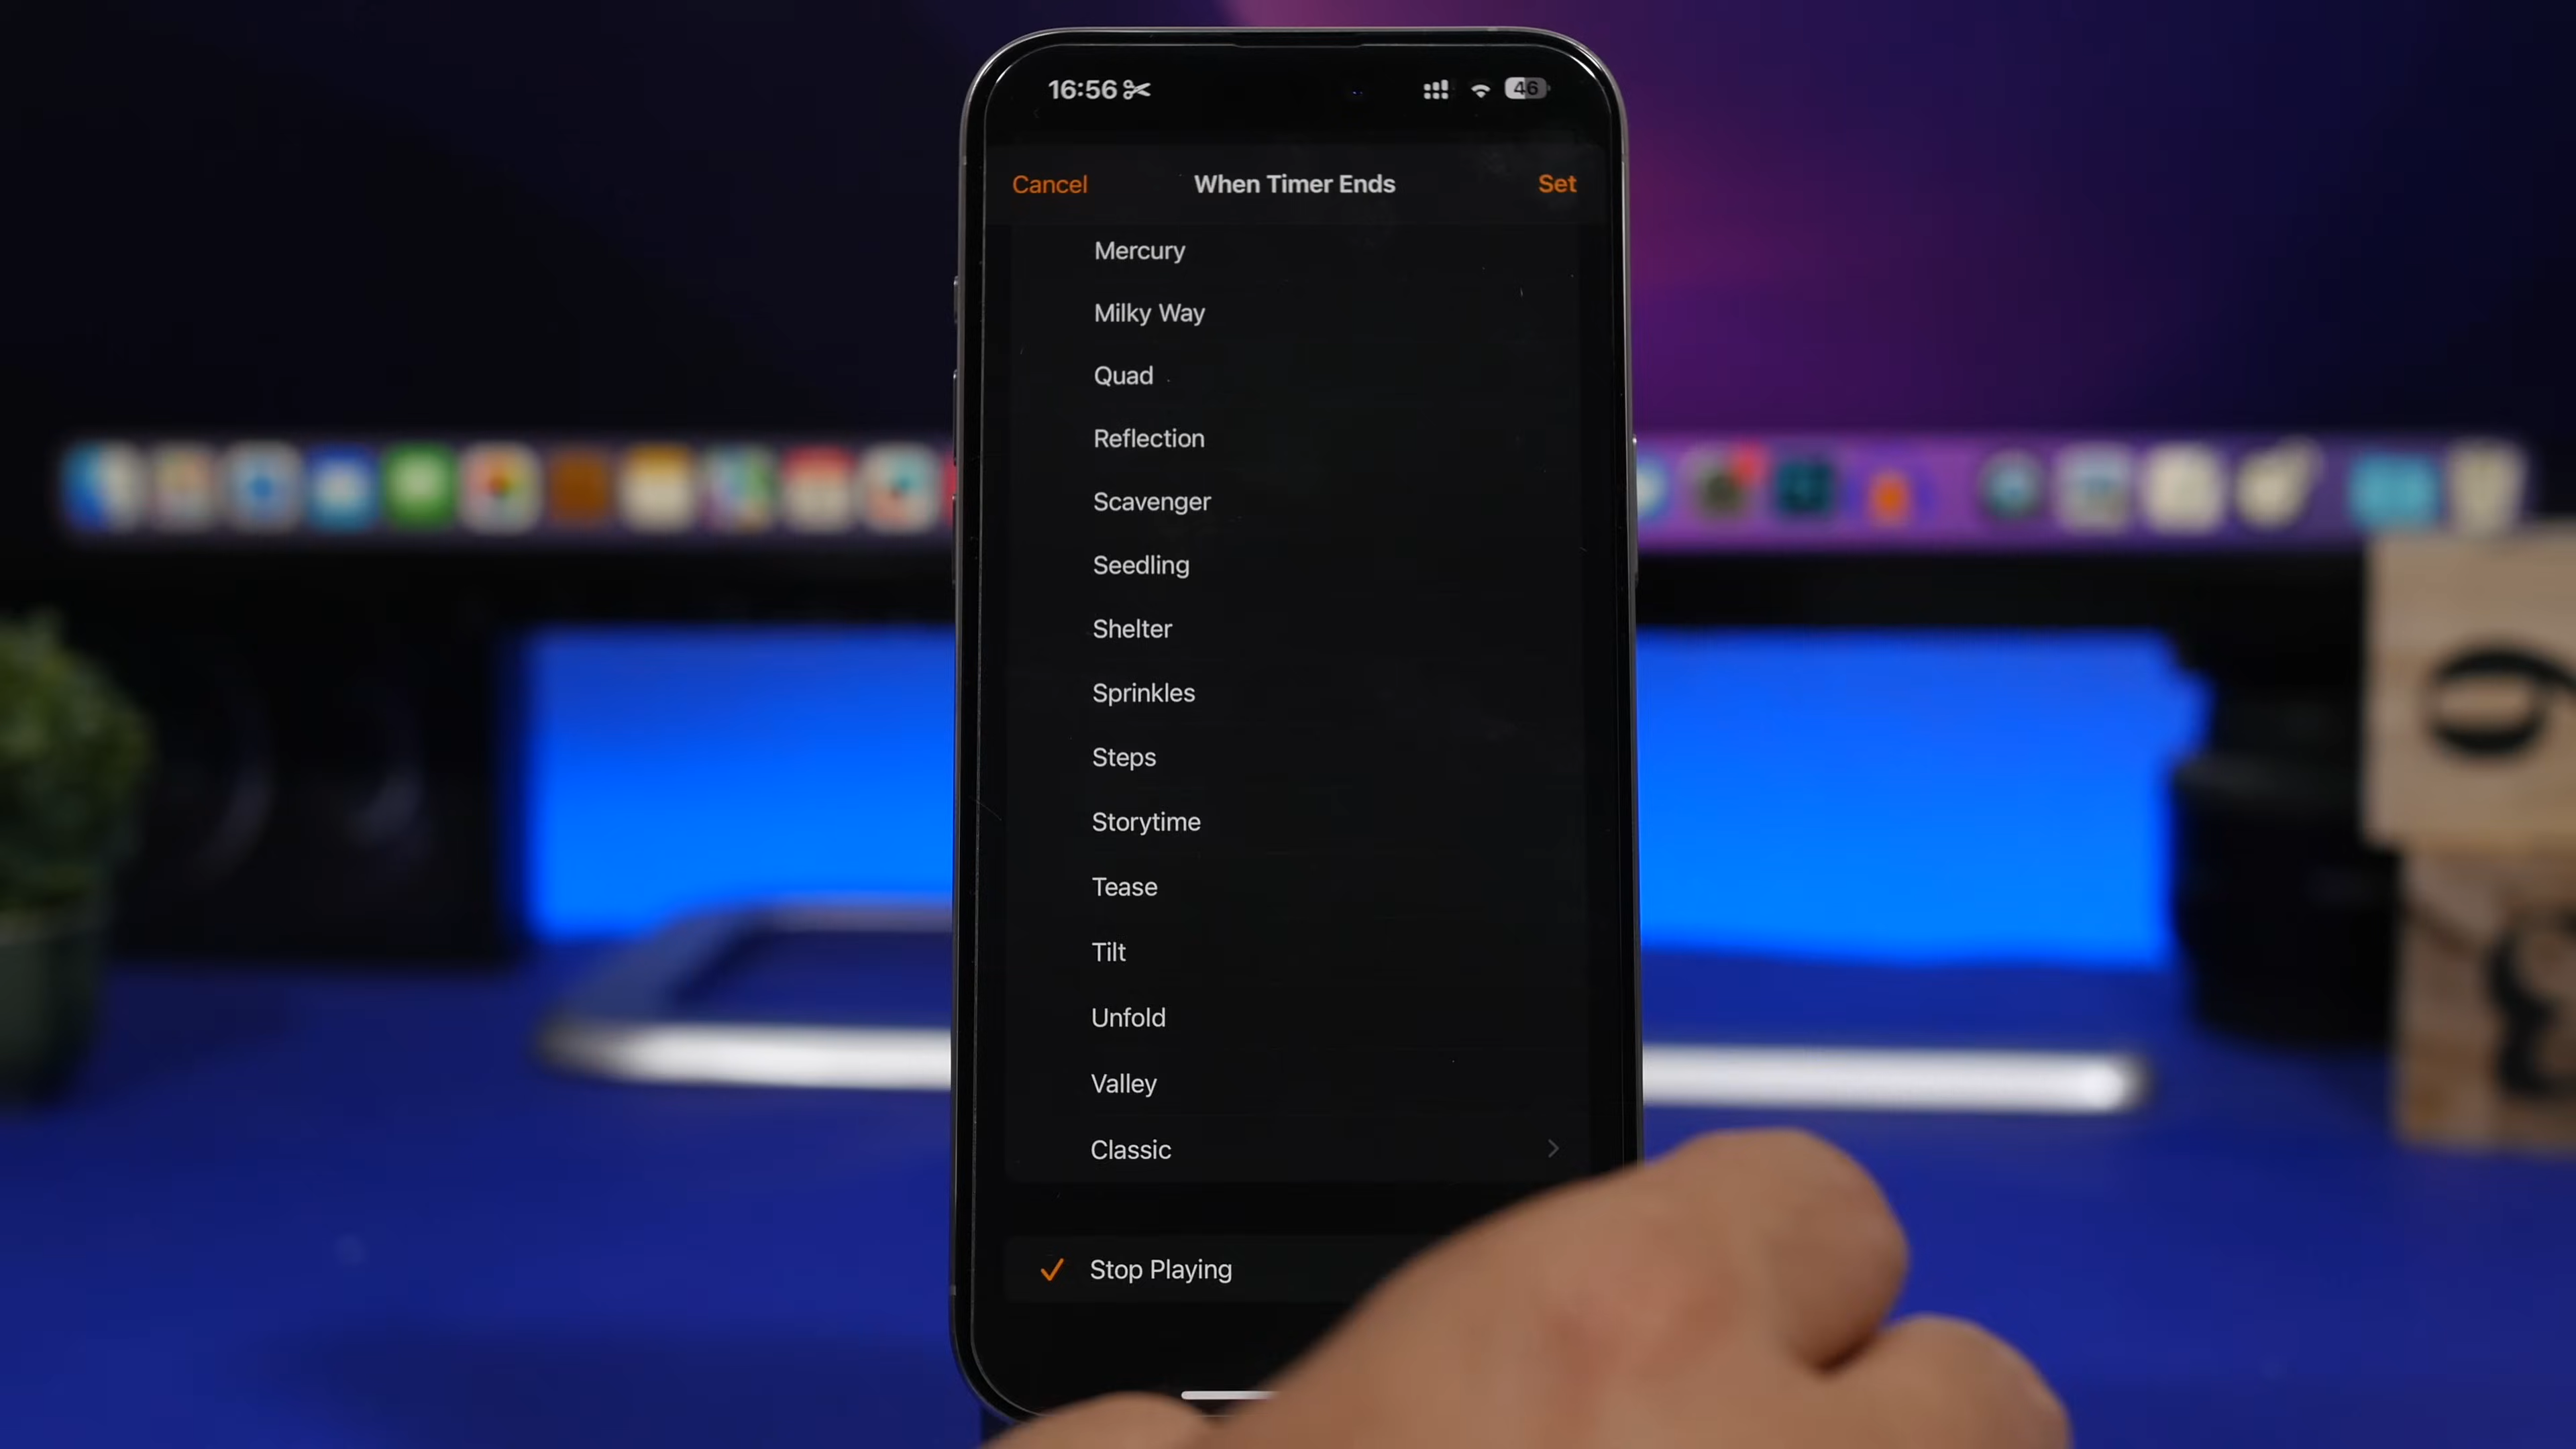 16:56
46
Cancel
When Timer Ends
Set
Mercury
Milky Way
Quad
Reflection
Scavenger
Seedling
Shelter
Sprinkles
Steps
Storytime
Tease
Tilt
Unfold
Valley
Classic
Stop Playing